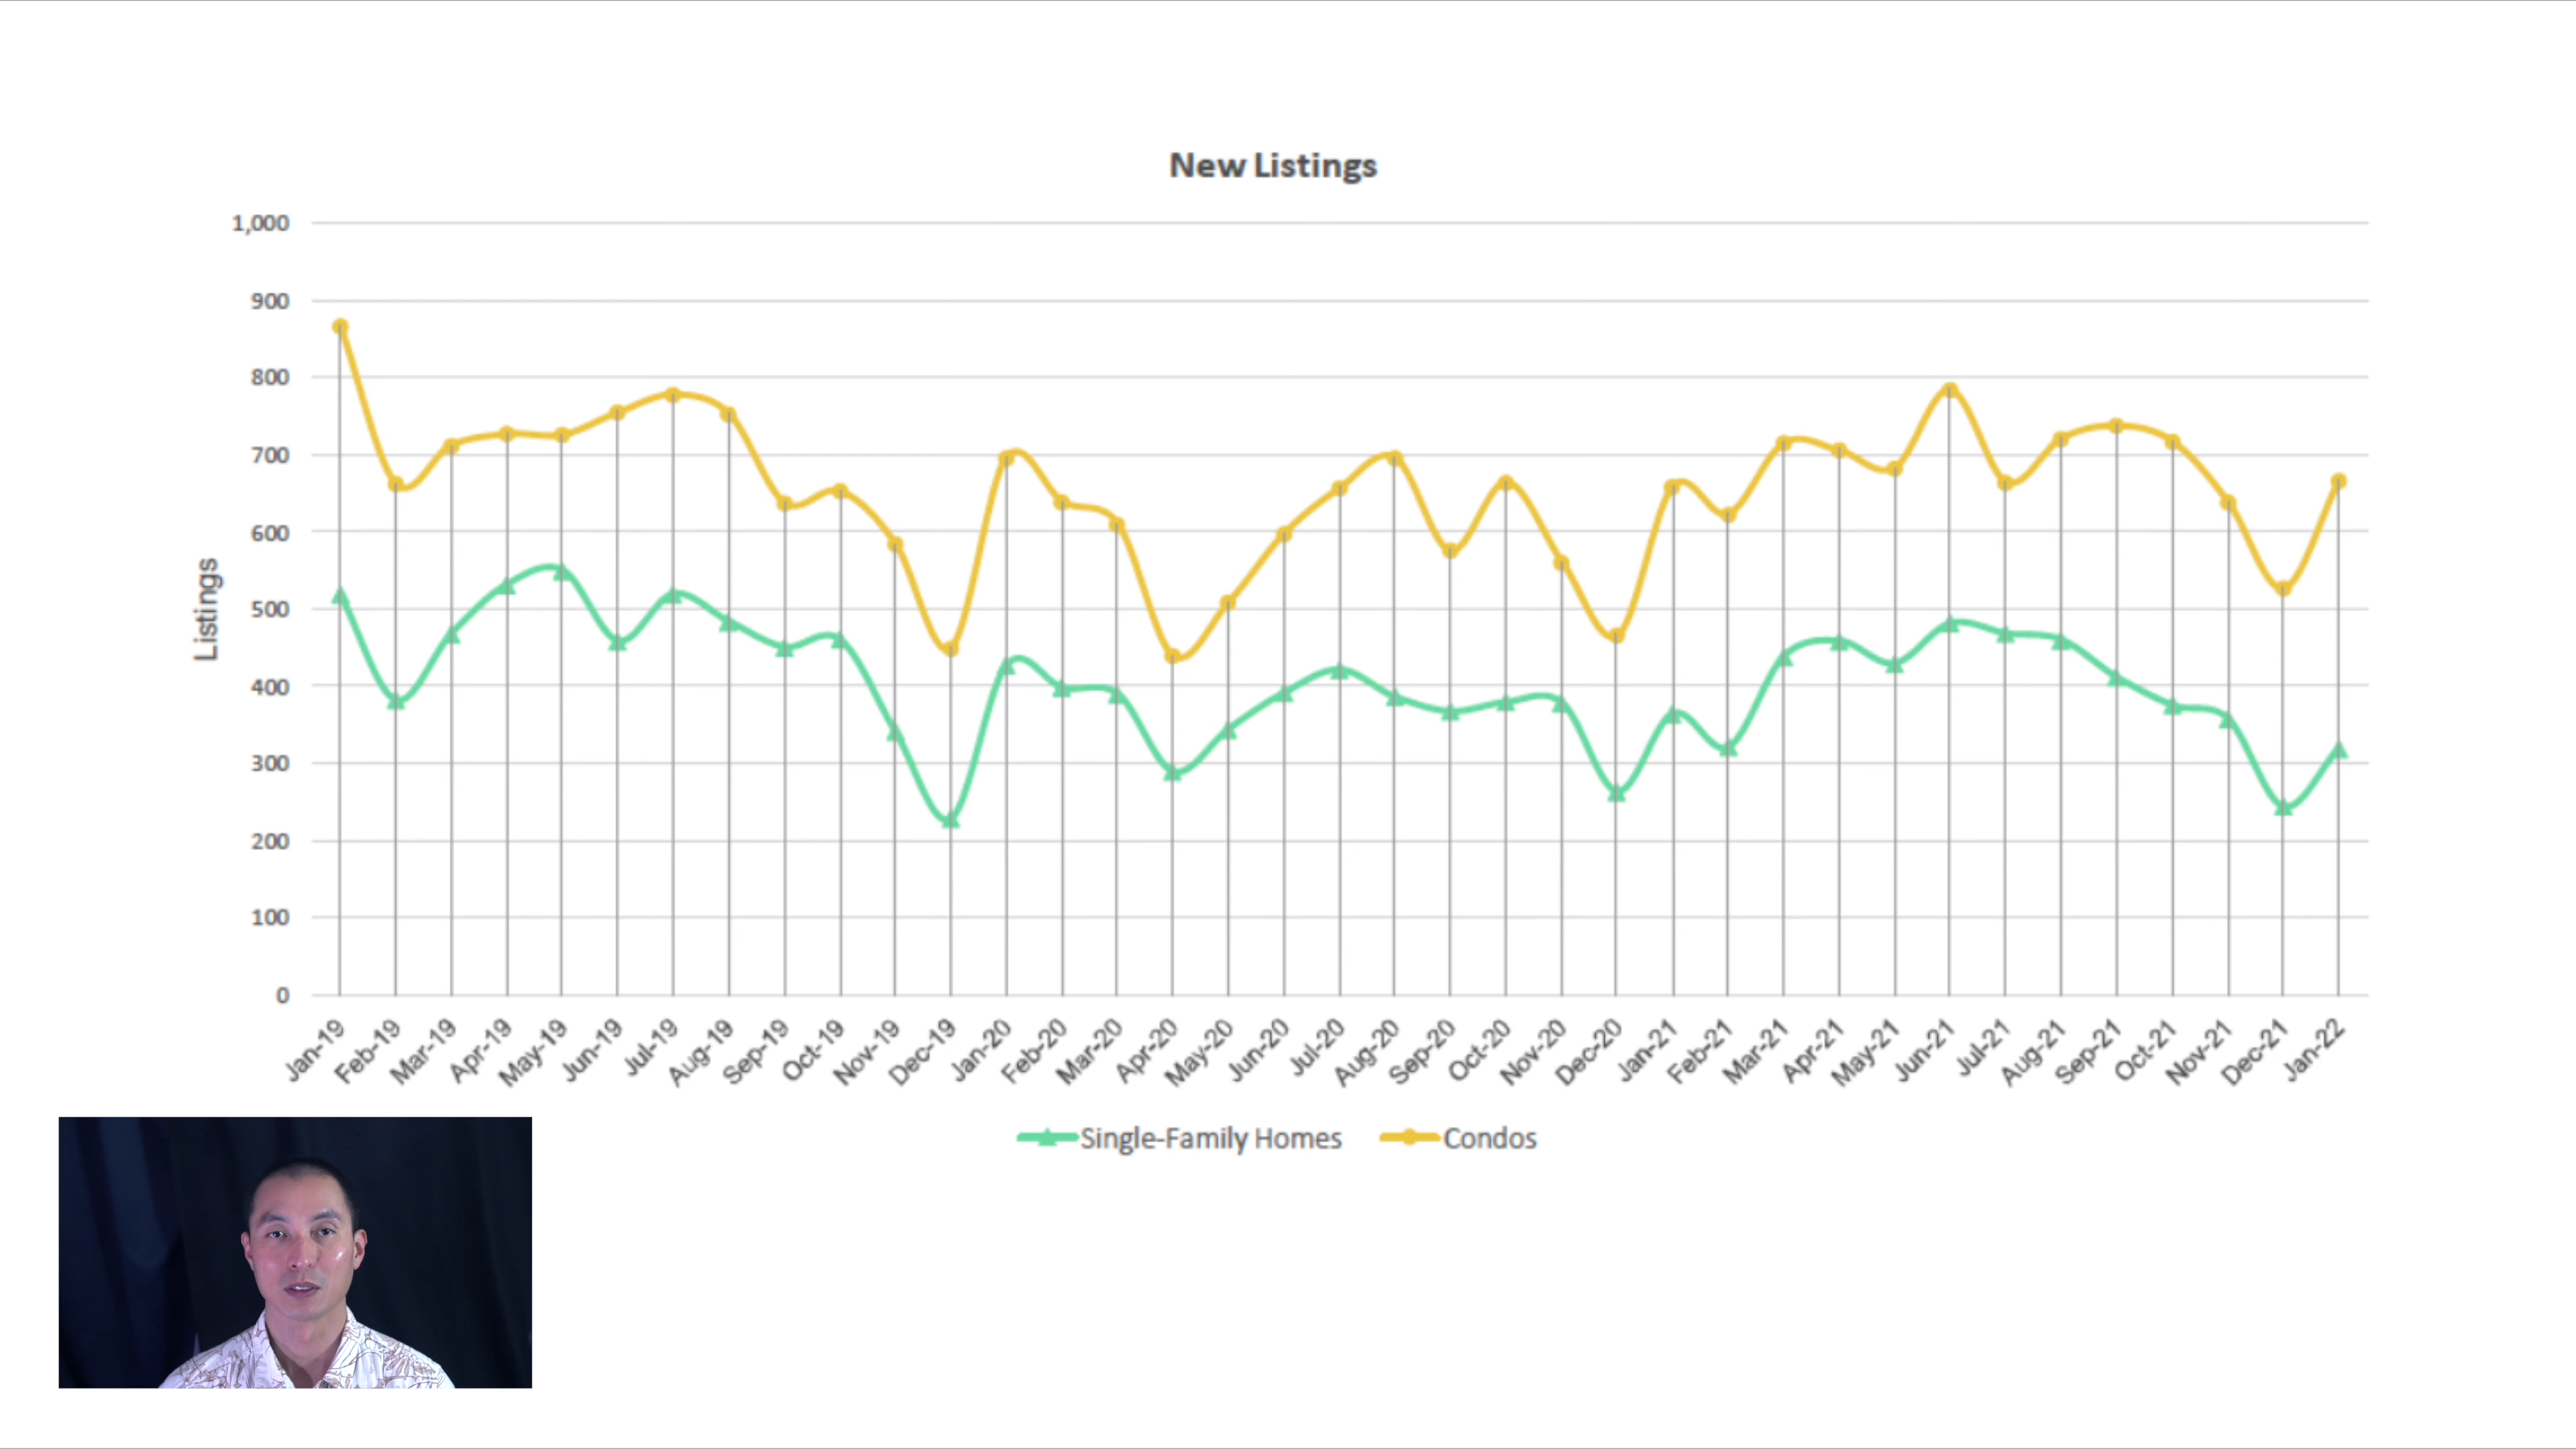 New Listings
1,000
900
800
700
600
500
400
300
200
100
0
Listings
Jan-19
Feb-19
Mar-19
Apr-19
May-19
Jun-19
Jul-19
Aug-19
Sep-19
Oct-19
Nov-19
Dec-19
Jan-20
Feb-20
Mar-20
Apr-20
May-20
Jun-20
Jul-20
Aug-20
Sep-20
Oct-20
Nov-20
Dec-20
Jan-21
Feb-21
Mar-21
Apr-21
May-21
Jun-21
Jul-21
Aug-21
Sep-21
Oct-21
Nov-21
Dec-21
Jan-22
Single-Family Homes
Condos